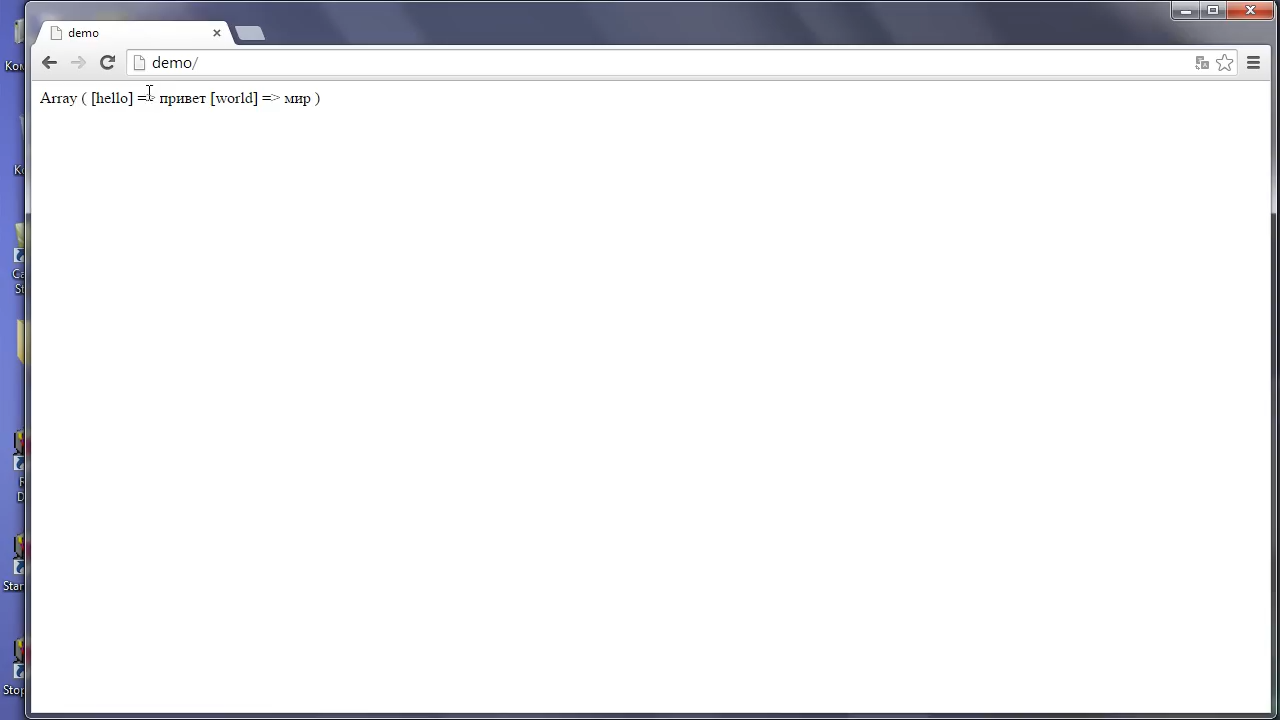 demo
demo/
Array ( [hello] => привет [world] => мир )